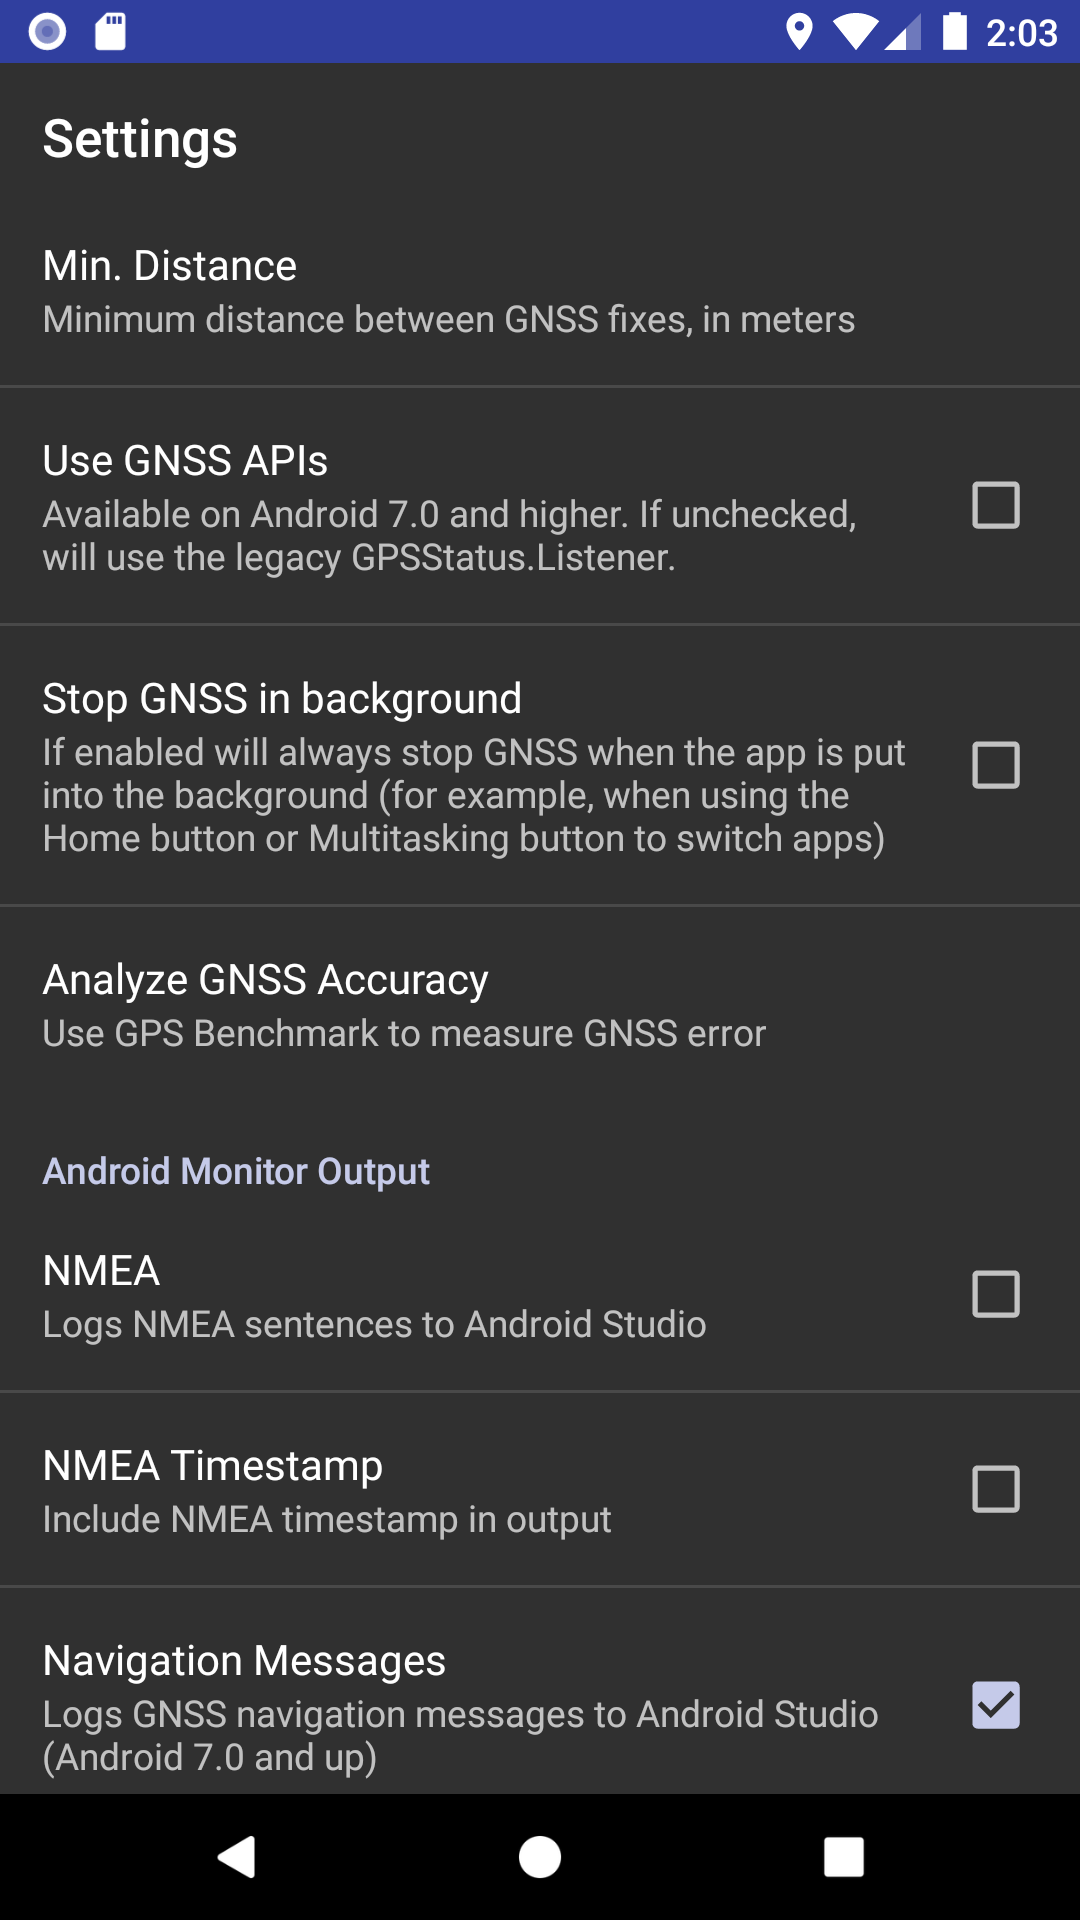 2:03
Settings
Min. Distance
Minimum distance between GNSS fixes, in meters
Use GNSS APIs
Available on Android 7.0 and higher. If unchecked,
will use the legacy GPSStatus.Listener.
Stop GNSS in background
If enabled will always stop GNSS when the app is put
into the background (for example, when using the
Home button or Multitasking button to switch apps)
Analyze GNSS Accuracy
Use GPS Benchmark to measure GNSS error
Android Monitor Output
NMEA
Logs NMEA sentences to Android Studio
NMEA Timestamp
Include NMEA timestamp in output
Navigation Messages
Logs GNSS navigation messages to Android Studio
(Android 7.0 and up)